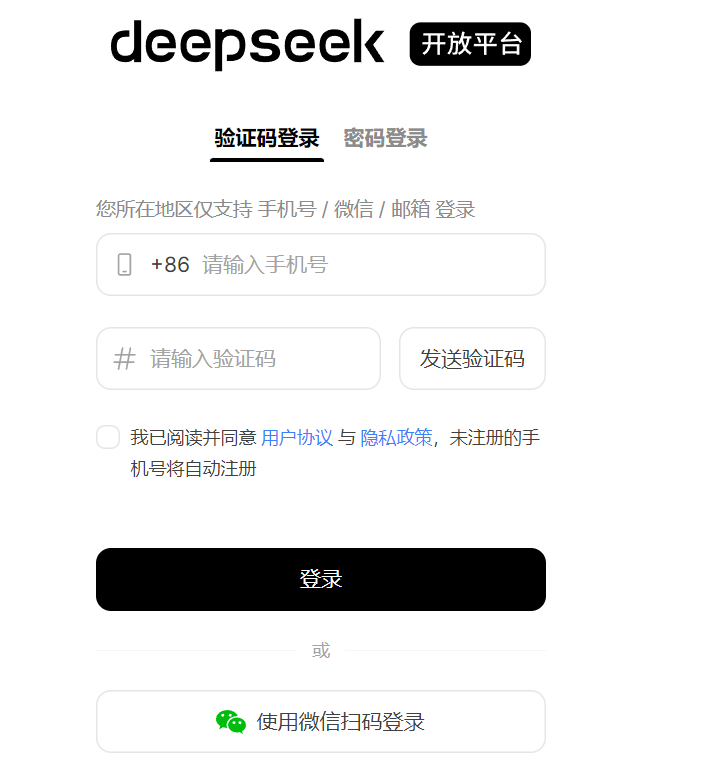 deepseek 开放平台
验证码登录 密码登录
您所在地区仅支持 手机号 / 微信 / 邮箱 登录
+86 请输入手机号
# 请输入验证码 发送验证码
我已阅读并同意 用户协议 与 隐私政策，未注册的手
机号将自动注册
登录
或
使用微信扫码登录